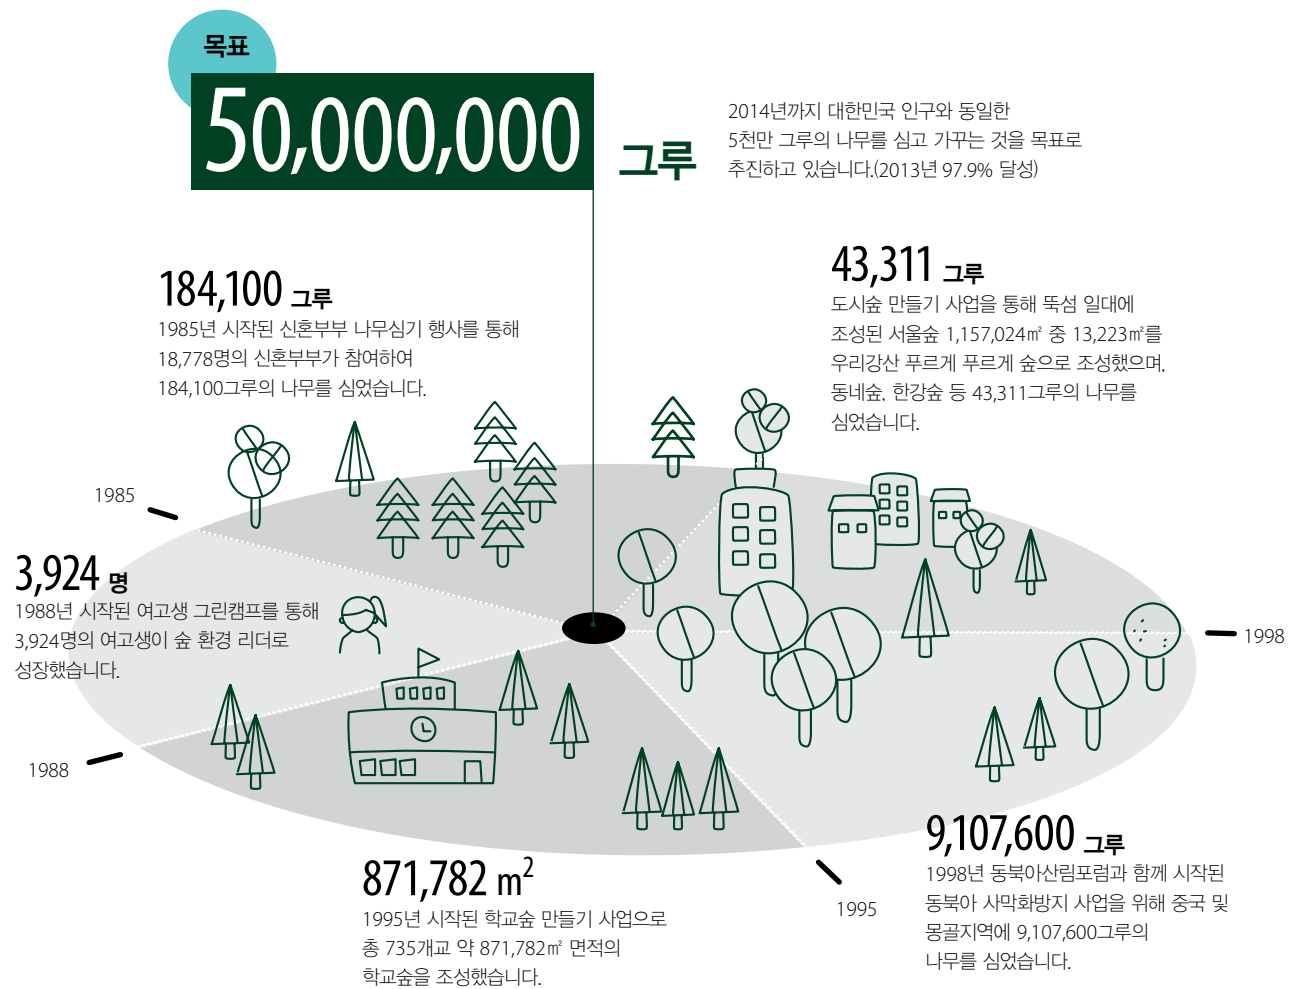 목표
50,000,000 그루
2014년까지 대한민국 인구와 동일한
5천만 그루의 나무를 심고 가꾸는 것을 목표로
추진하고 있습니다.(2013년 97.9% 달성)
184,100 그루
1985년 시작된 신혼부부 나무심기 행사를 통해
18,778명의 신혼부부가 참여하여
184,100그루의 나무를 심었습니다.
43,311 그루
도시숲 만들기 사업을 통해 뚝섬 일대에
조성된 서울숲 1,157,024㎡ 중 13,223㎡를
우리강산 푸르게 푸르게 숲으로 조성했으며,
동네숲, 한강숲 등 43,311그루의 나무를
심었습니다.
1985
3,924 명
1988년 시작된 여고생 그린캠프를 통해
3,924명의 여고생이 숲 환경 리더로
성장했습니다.
1998
1988
871,782 m²
1995년 시작된 학교숲 만들기 사업으로
총 735개교 약 871,782㎡ 면적의
학교숲을 조성했습니다.
1995
9,107,600 그루
1998년 동북아산림포럼과 함께 시작된
동북아 사막화방지 사업을 위해 중국 및
몽골지역에 9,107,600그루의
나무를 심었습니다.